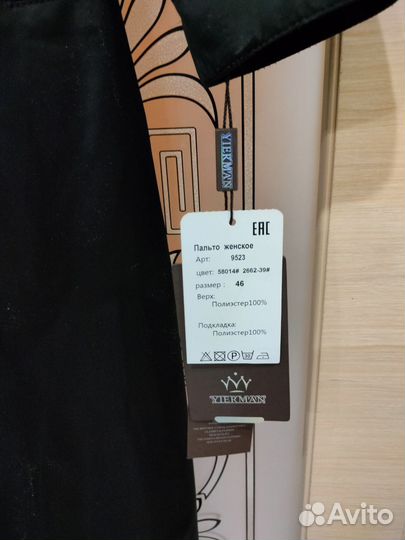 YIERMAN
EAC
Пальто женское
Арт: 9523
цвет: 58014# 2662-39#
размер : 46
Верх:
Полиэстер100%
Подкладка:
Полиэстер100%
YIERMAN
Avito